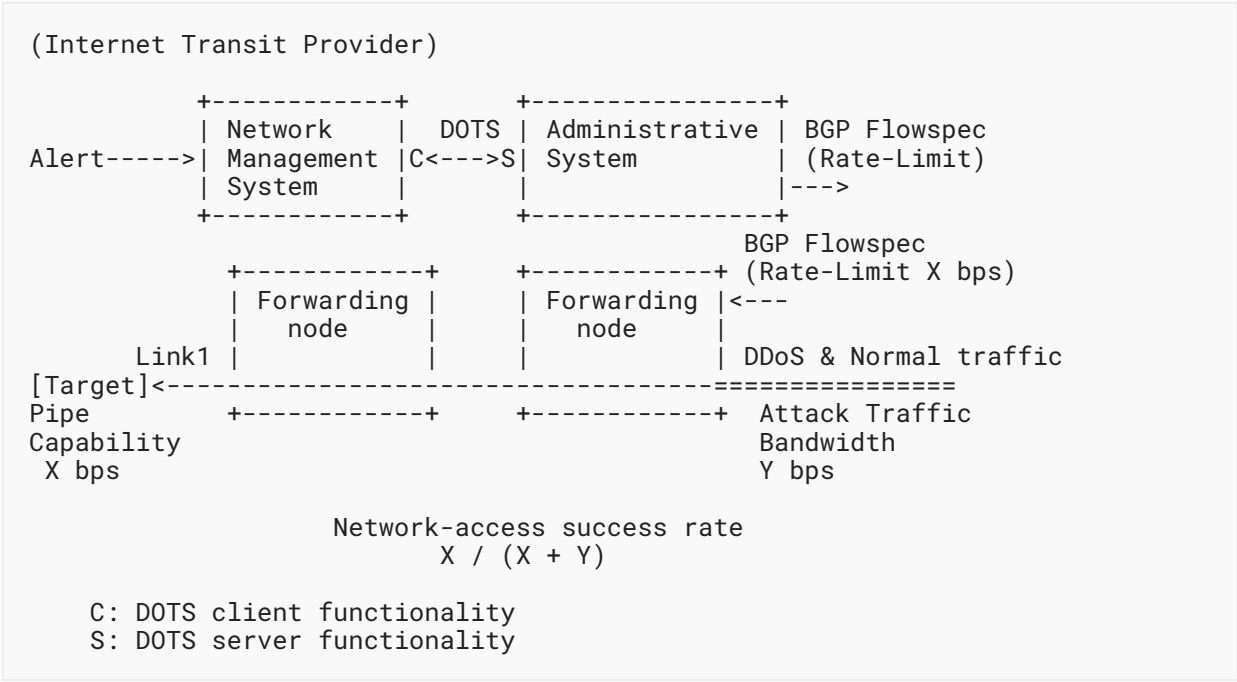 (Internet Transit Provider)

           +------------+       +----------------+
           | Network    |  DOTS | Administrative | BGP Flowspec
Alert----->| Management |C<--->S| System         | (Rate-Limit)
           | System     |       |                |--->
           +------------+       +----------------+
                                               BGP Flowspec
             +------------+     +------------+ (Rate-Limit X bps)
             | Forwarding |     | Forwarding |<---
             |   node     |     |   node     |
       Link1 |            |     |            | DDoS & Normal traffic
[Target]<------------------------------------================
Pipe         +------------+     +------------+  Attack Traffic
Capability                                      Bandwidth
 X bps                                          Y bps

                    Network-access success rate
                           X / (X + Y)

    C: DOTS client functionality
    S: DOTS server functionality